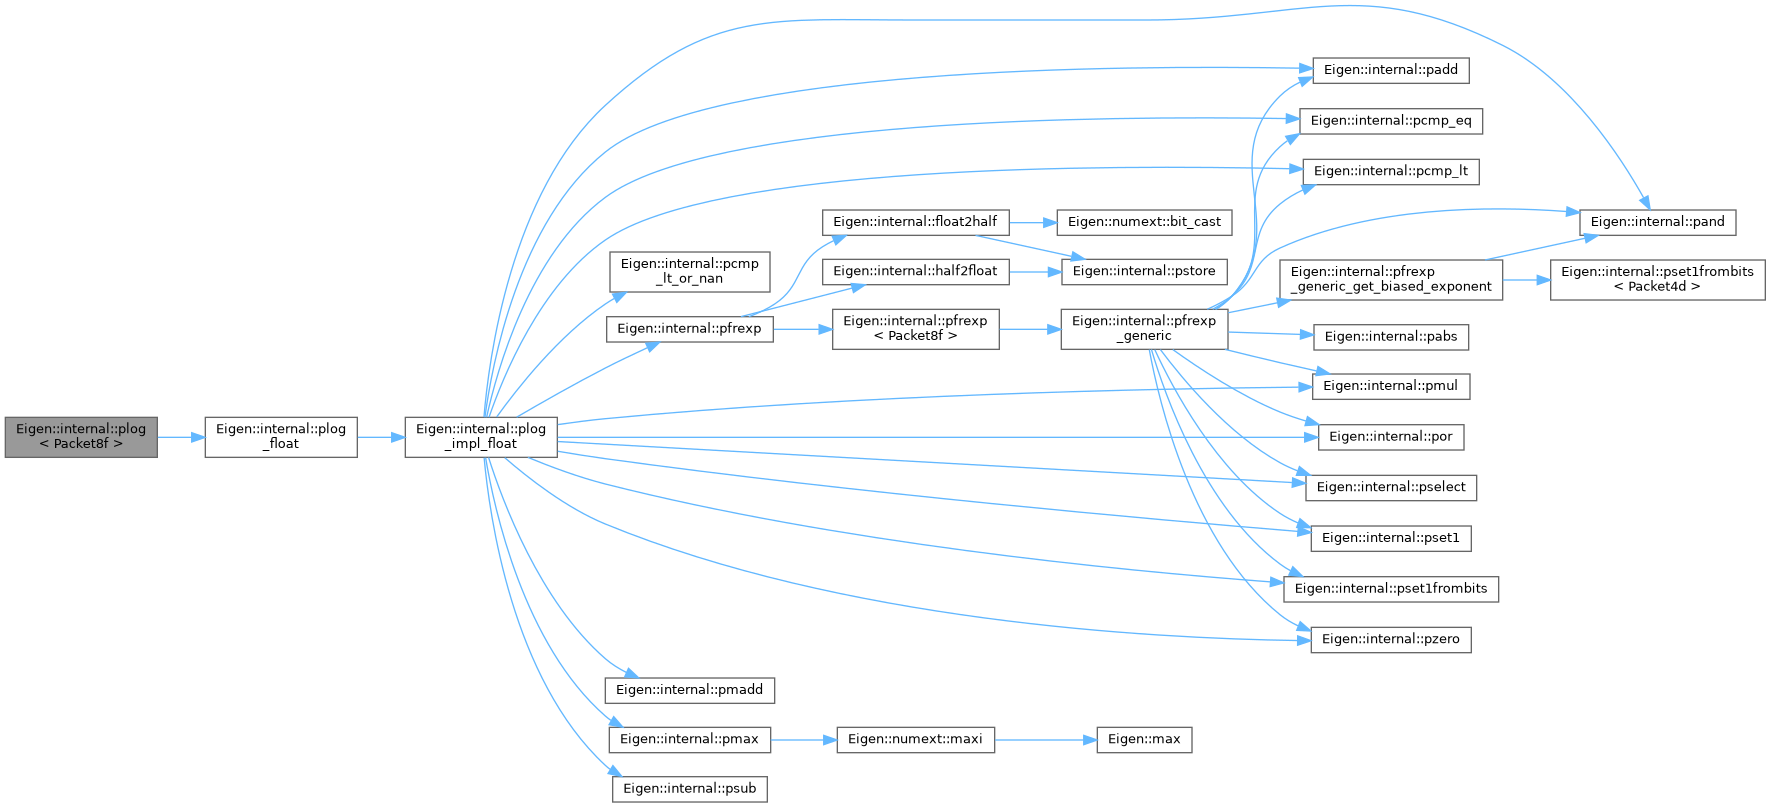 Eigen::internal::plog
< Packet8f >
Eigen::internal::plog
_float
Eigen::internal::plog
_impl_float
Eigen::internal::pcmp
_lt_or_nan
Eigen::internal::pfrexp
Eigen::internal::float2half
Eigen::internal::half2float
Eigen::internal::pfrexp
< Packet8f >
Eigen::numext::bit_cast
Eigen::internal::pstore
Eigen::internal::pfrexp
_generic
Eigen::internal::padd
Eigen::internal::pcmp_eq
Eigen::internal::pcmp_lt
Eigen::internal::pand
Eigen::internal::pfrexp
_generic_get_biased_exponent
Eigen::internal::pset1frombits
< Packet4d >
Eigen::internal::pabs
Eigen::internal::pmul
Eigen::internal::por
Eigen::internal::pselect
Eigen::internal::pset1
Eigen::internal::pset1frombits
Eigen::internal::pzero
Eigen::internal::pmadd
Eigen::internal::pmax
Eigen::numext::maxi
Eigen::max
Eigen::internal::psub